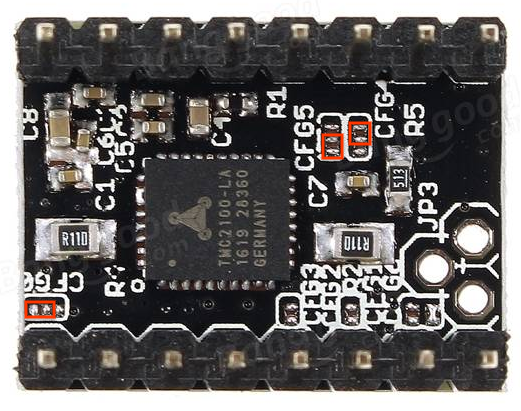 C8
C6
C5
R1
CFG5
CFG4
R5
C1
C7
513
TMC2100-LA
1619 28360
GERMANY
JP3
R110
R4
R110
CFG0
CFG3
CFG2
R2
CFG1